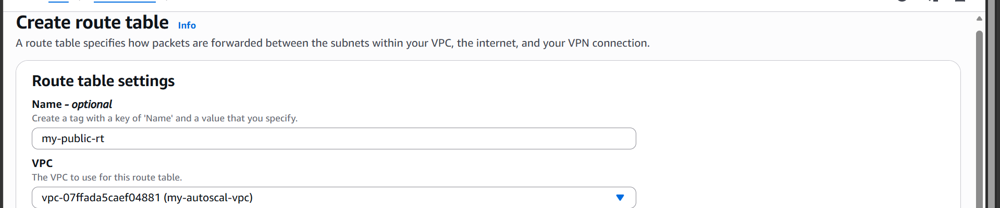 Create route table Info
A route table specifies how packets are forwarded between the subnets within your VPC, the internet, and your VPN connection.
Route table settings
Name - optional
Create a tag with a key of 'Name' and a value that you specify.
my-public-rt
VPC
The VPC to use for this route table.
vpc-07ffada5caef04881 (my-autoscal-vpc)